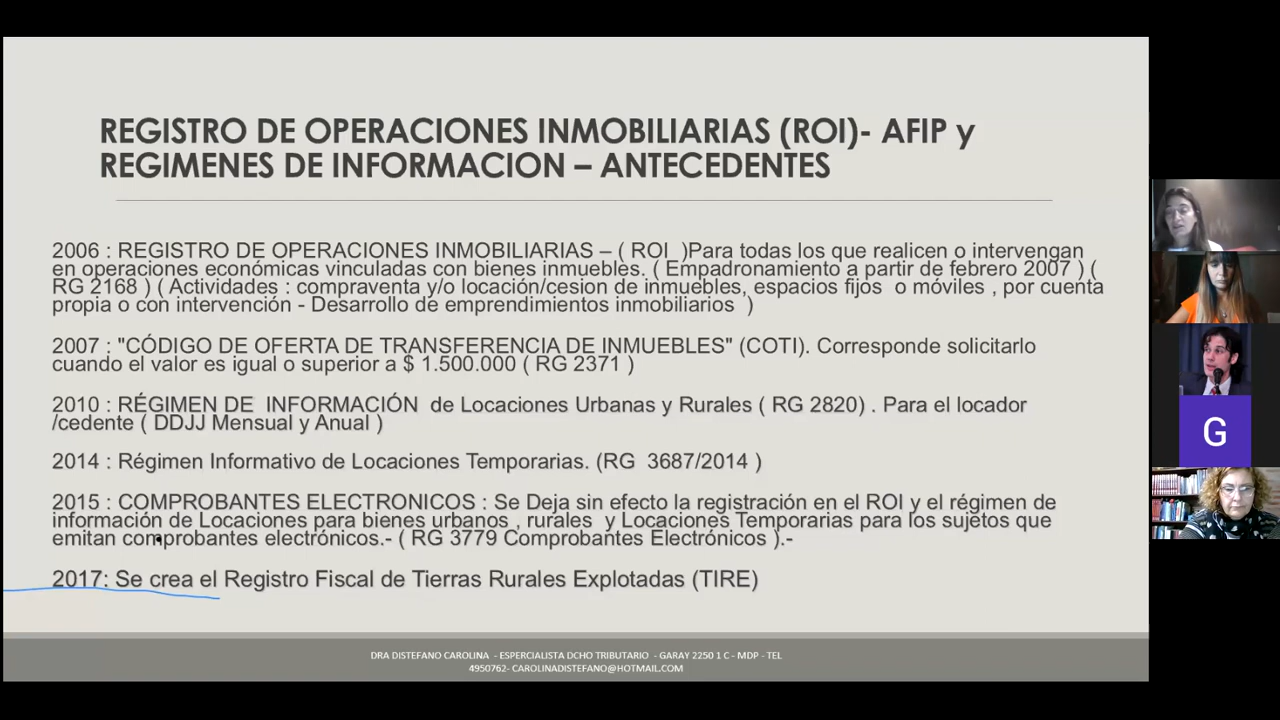 REGISTRO DE OPERACIONES INMOBILIARIAS (ROI)- AFIP y
REGIMENES DE INFORMACION – ANTECEDENTES
2006 : REGISTRO DE OPERACIONES INMOBILIARIAS – ( ROI  )Para todas los que realicen o intervengan
en operaciones económicas vinculadas con bienes inmuebles. ( Empadronamiento a partir de febrero 2007 ) (
RG 2168 ) ( Actividades : compraventa y/o locación/cesion de inmuebles, espacios fijos  o móviles , por cuenta
propia o con intervención - Desarrollo de emprendimientos inmobiliarios  )
2007 : "CÓDIGO DE OFERTA DE TRANSFERENCIA DE INMUEBLES" (COTI). Corresponde solicitarlo
cuando el valor es igual o superior a $ 1.500.000 ( RG 2371 )
2010 : RÉGIMEN DE  INFORMACIÓN  de Locaciones Urbanas y Rurales ( RG 2820) . Para el locador
/cedente ( DDJJ Mensual y Anual )
2014 : Régimen Informativo de Locaciones Temporarias. (RG  3687/2014 )
2015 : COMPROBANTES ELECTRONICOS : Se Deja sin efecto la registración en el ROI y el régimen de
información de Locaciones para bienes urbanos , rurales  y Locaciones Temporarias para los sujetos que
emitan comprobantes electrónicos.- ( RG 3779 Comprobantes Electrónicos ).-
2017: Se crea el Registro Fiscal de Tierras Rurales Explotadas (TIRE)
DRA DISTEFANO CAROLINA  - ESPERCIALISTA DCHO TRIBUTARIO  - GARAY 2250 1 C - MDP - TEL
4950762- CAROLINADISTEFANO@HOTMAIL.COM
G